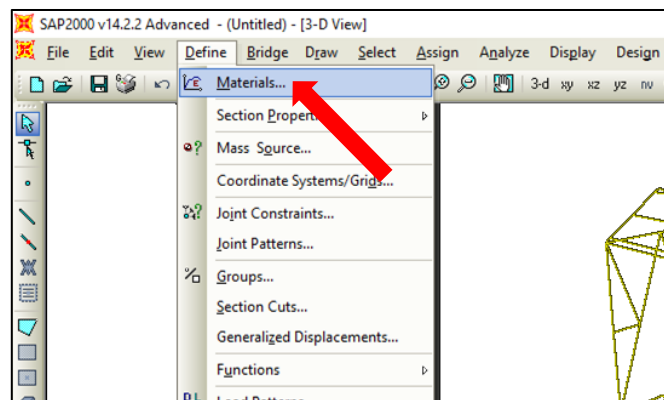 SAP2000 v14.2.2 Advanced - (Untitled) - [3-D View]
File Edit View Define Bridge Draw Select Assign Analyze Display Design
3-d xy xz yz nv
Materials...
Section
Mass Source...
Coordinate Systems/Grids...
Joint Constraints...
Joint Patterns...
Groups...
Section Cuts...
Generalized Displacements...
Functions